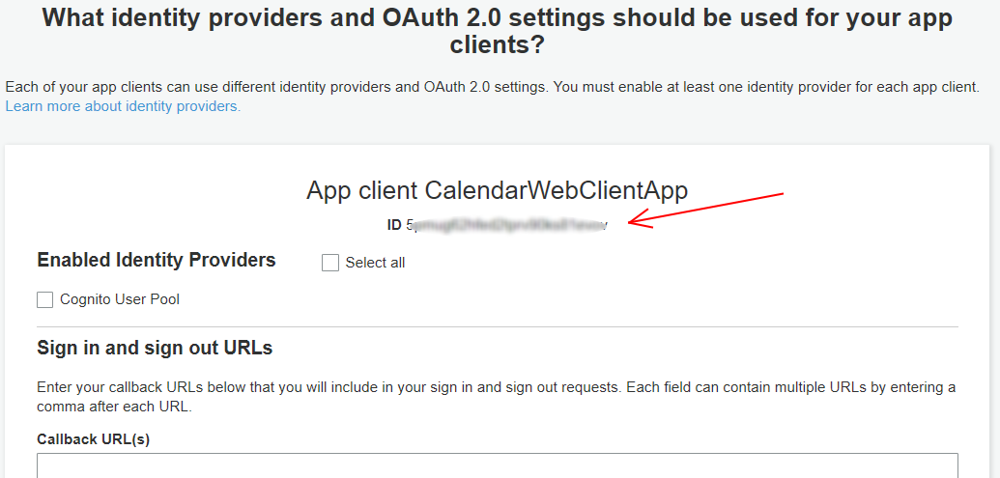 What identity providers and OAuth 2.0 settings should be used for your app
clients?
Each of your app clients can use different identity providers and OAuth 2.0 settings. You must enable at least one identity provider for each app client.
Learn more about identity providers.
App client CalendarWebClientApp
ID
Enabled Identity Providers
Select all
Cognito User Pool
Sign in and sign out URLs
Enter your callback URLs below that you will include in your sign in and sign out requests. Each field can contain multiple URLs by entering a
comma after each URL.
Callback URL(s)